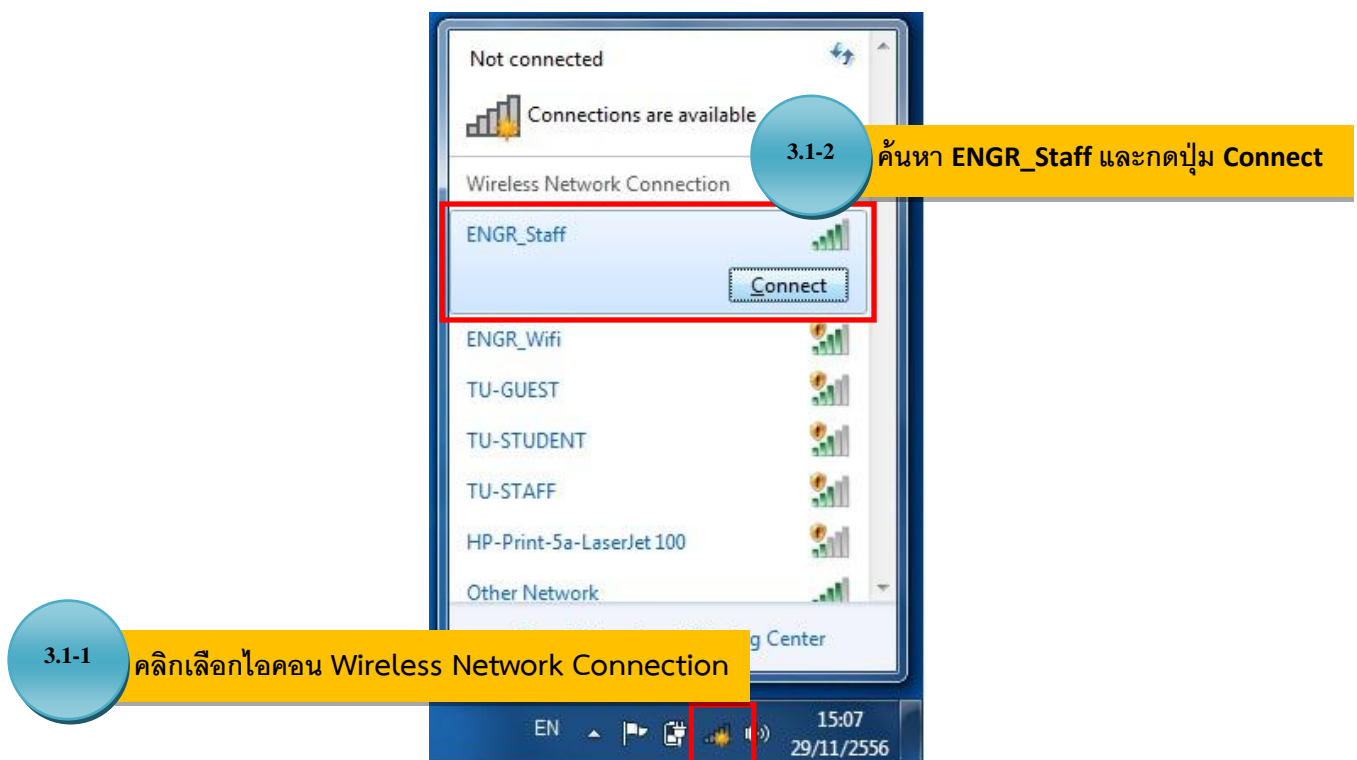 Not connected
Connections are available
3.1-2
ค้นหา ENGR_Staff และกดปุ่ม Connect
Wireless Network Connection
ENGR_Staff
Connect
ENGR_Wifi
TU-GUEST
TU-STUDENT
TU-STAFF
HP-Print-5a-LaserJet 100
Other Network
g Center
3.1-1
คลิกเลือกไอคอน Wireless Network Connection
EN
15:07
29/11/2556